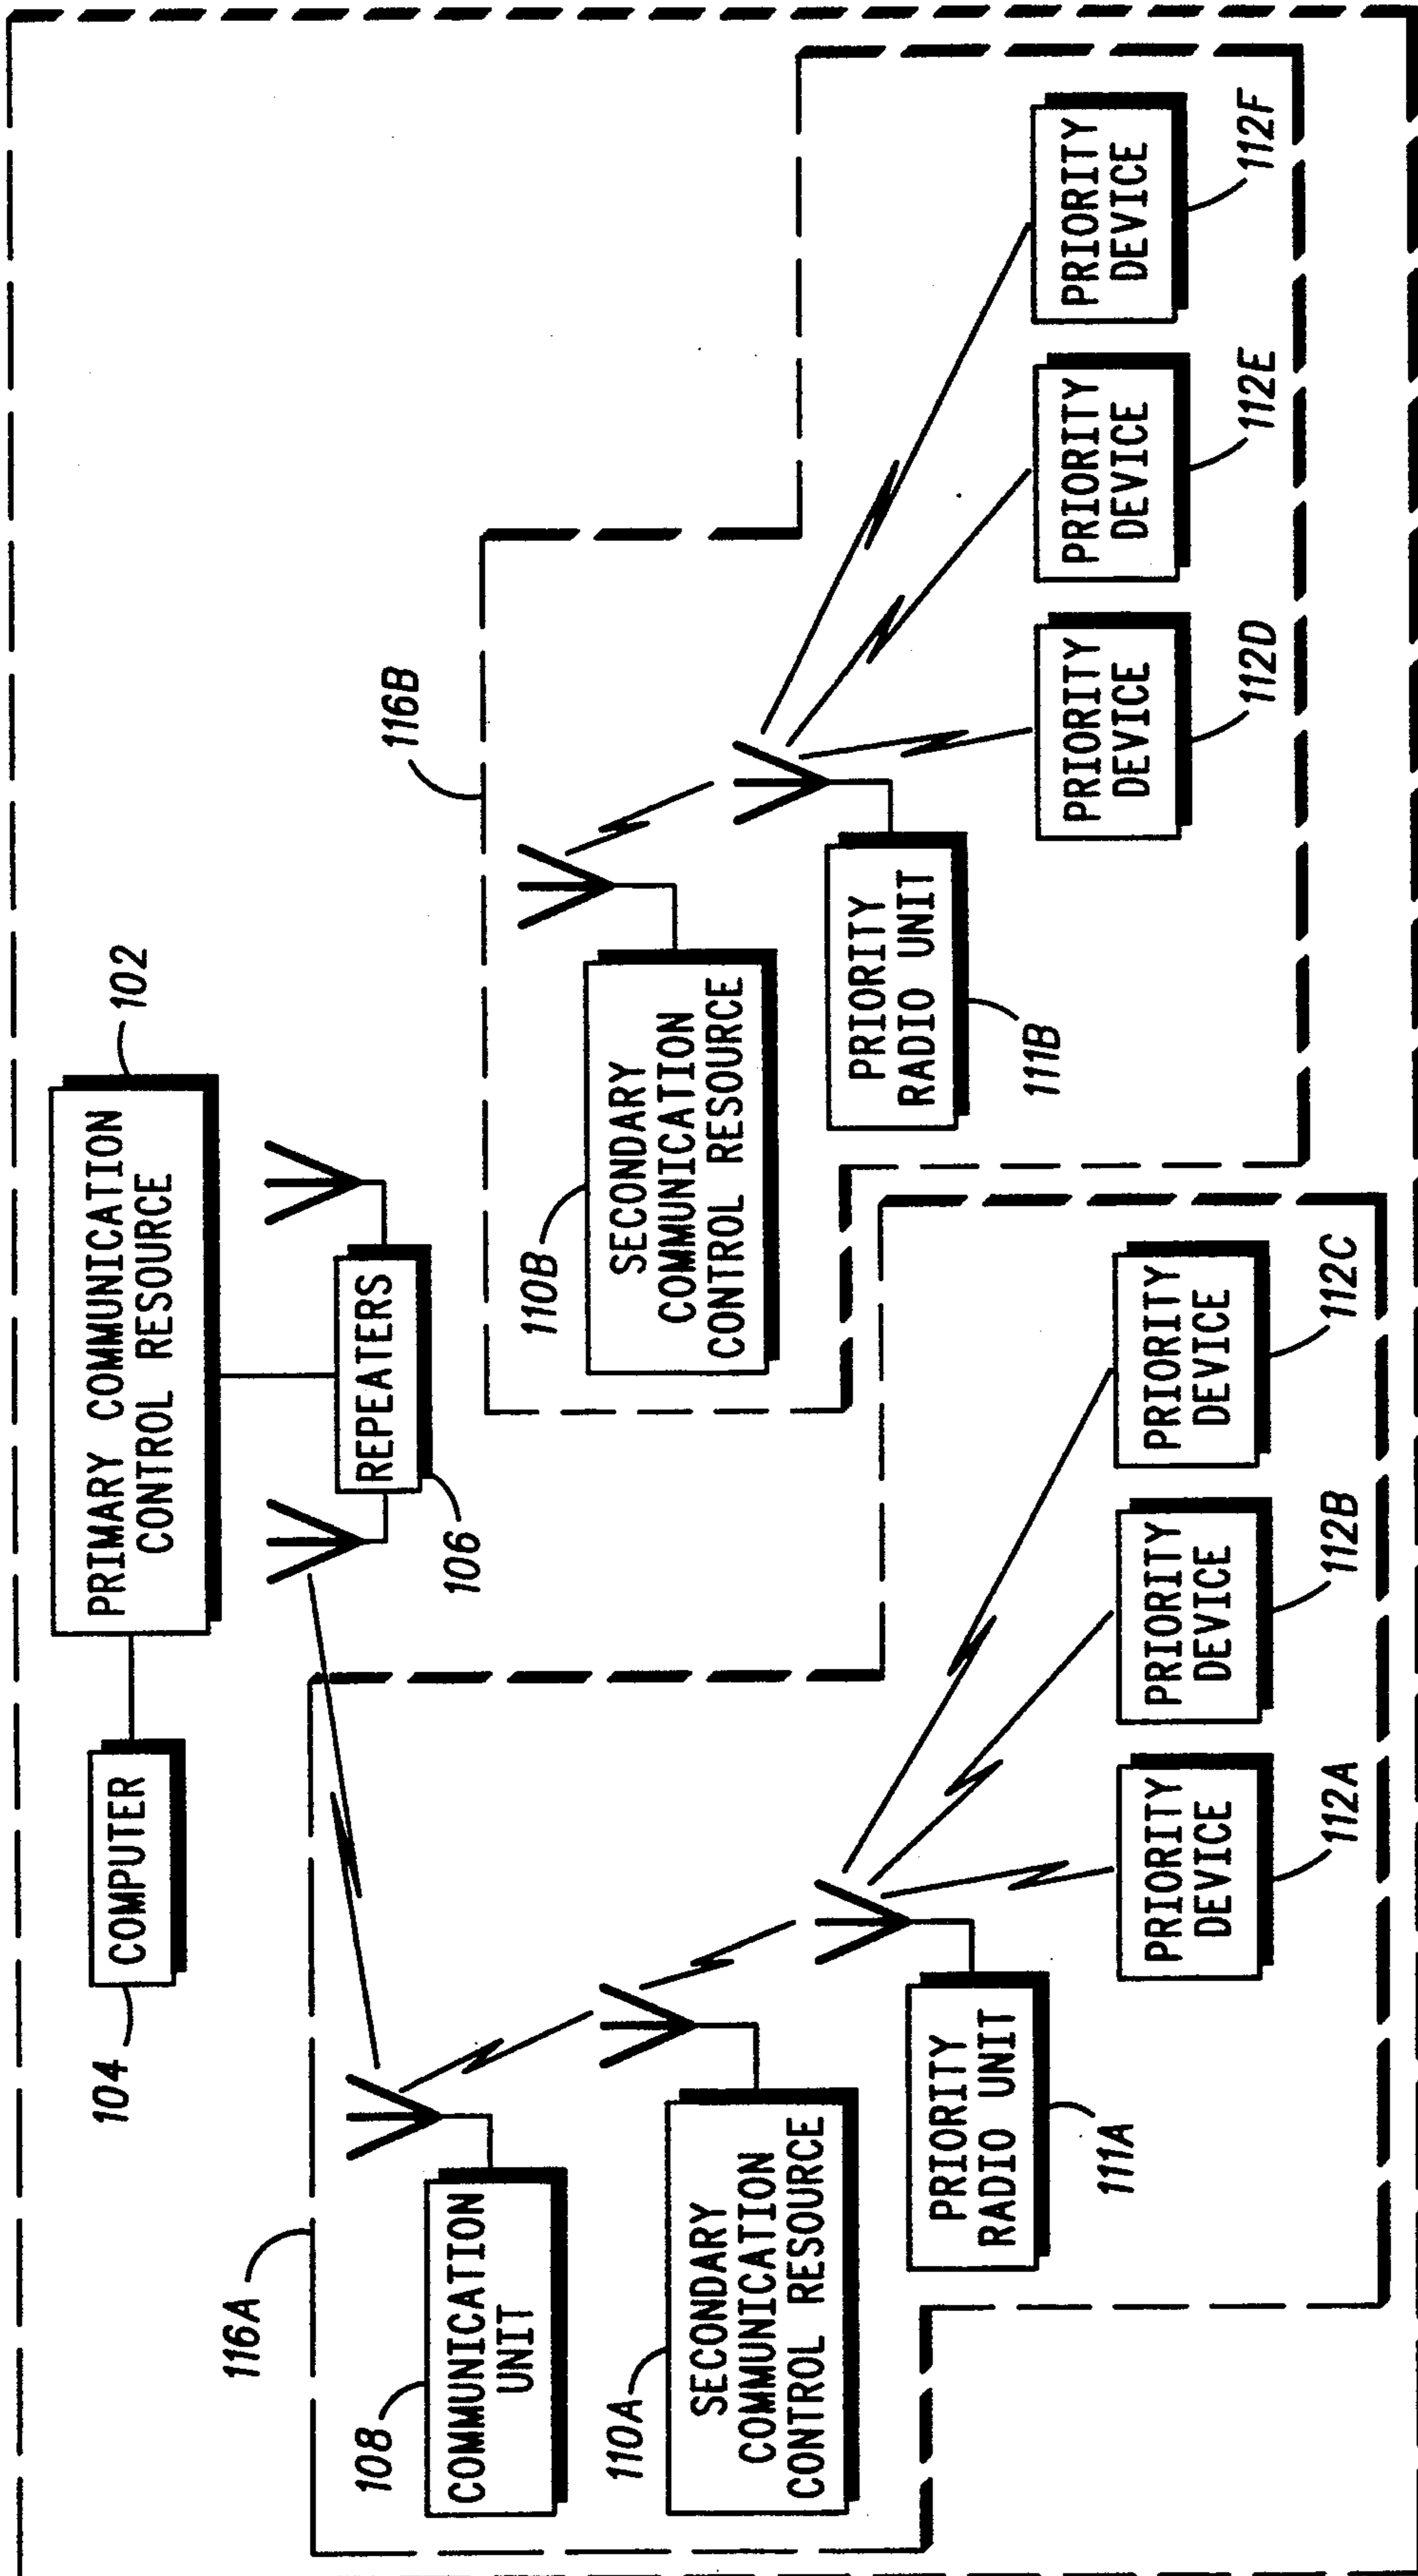 PRIMARY COMMUNICATION
CONTROL RESOURCE
102
COMPUTER
104
REPEATERS
106
116A
COMMUNICATION
UNIT
108
SECONDARY
COMMUNICATION
CONTROL RESOURCE
110A
PRIORITY
RADIO UNIT
111A
PRIORITY
DEVICE
112A
PRIORITY
DEVICE
112B
PRIORITY
DEVICE
112C
116B
SECONDARY
COMMUNICATION
CONTROL RESOURCE
110B
PRIORITY
RADIO UNIT
111B
PRIORITY
DEVICE
112D
PRIORITY
DEVICE
112E
PRIORITY
DEVICE
112F